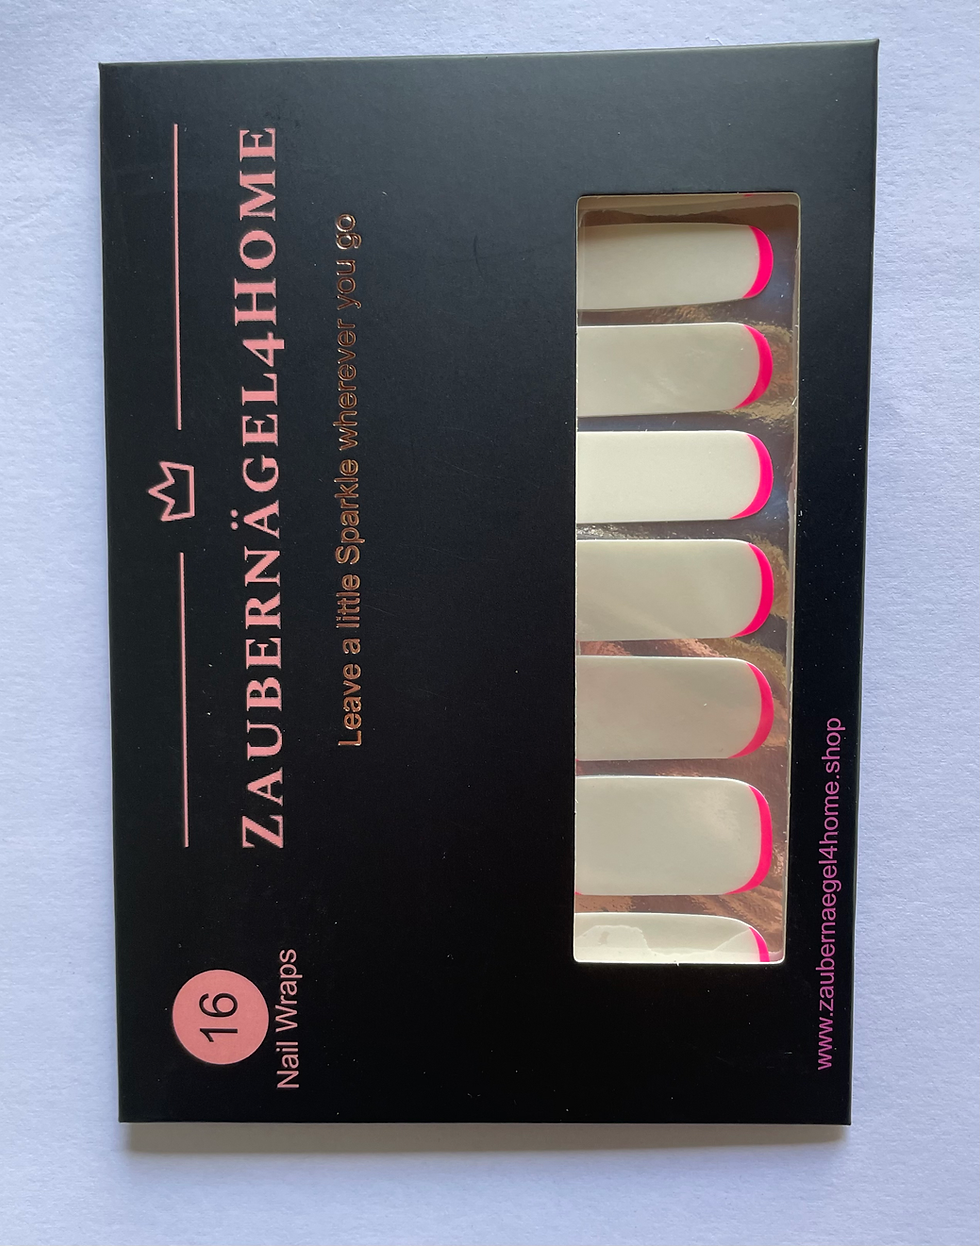 ZAUBERNÄGEL4HOME
Leave a little Sparkle wherever you go
16
Nail Wraps
www.zaubernaegel4home.shop